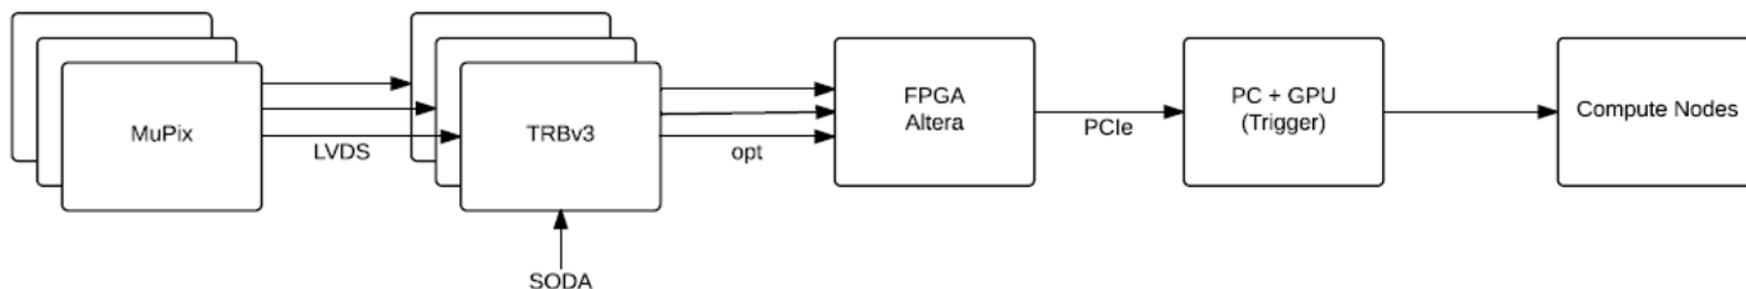 MuPix
LVDS
TRBv3
SODA
opt
FPGA
Altera
PCIe
PC + GPU
(Trigger)
Compute Nodes